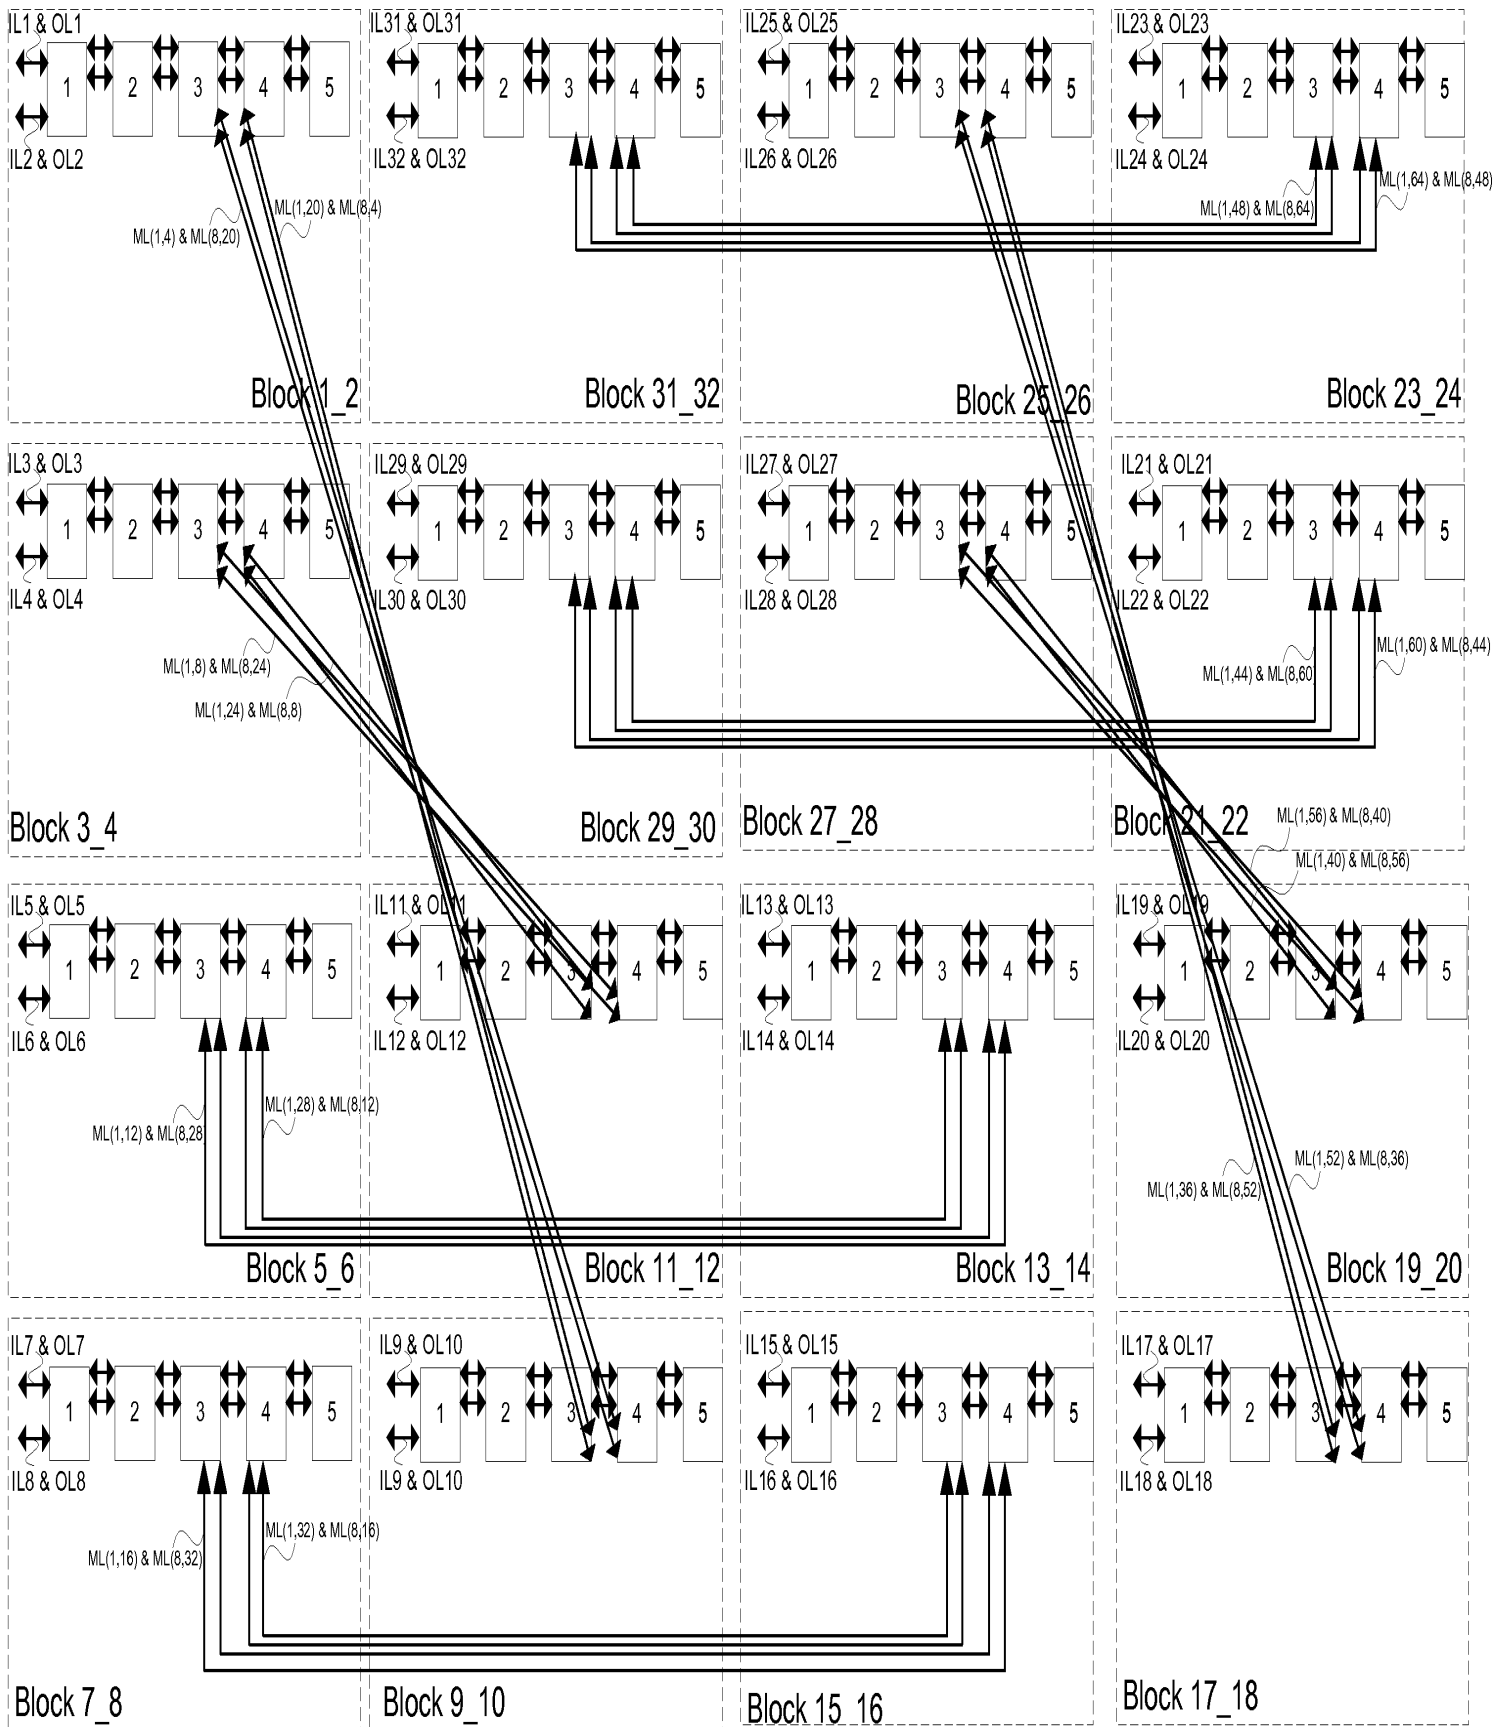 IL1 & OL1
1 2 3 4 5
IL2 & OL2
ML(1,20) & ML(8,4)
ML(1,4) & ML(8,20)
Block 1_2
IL31 & OL31
1 2 3 4 5
IL32 & OL32
Block 31_32
IL25 & OL25
1 2 3 4 5
IL26 & OL26
Block 25_26
IL23 & OL23
1 2 3 4 5
IL24 & OL24
ML(1,64) & ML(8,48)
ML(1,48) & ML(8,64)
Block 23_24
IL3 & OL3
1 2 3 4 5
IL4 & OL4
ML(1,8) & ML(8,24)
ML(1,24) & ML(8,8)
Block 3_4
IL29 & OL29
1 2 3 4 5
IL30 & OL30
Block 29_30
IL27 & OL27
1 2 3 4 5
IL28 & OL28
Block 27_28
IL21 & OL21
1 2 3 4 5
IL22 & OL22
ML(1,60) & ML(8,44)
ML(1,44) & ML(8,60)
Block 21_22
ML(1,56) & ML(8,40)
ML(1,40) & ML(8,56)
IL5 & OL5
1 2 3 4 5
IL6 & OL6
ML(1,28) & ML(8,12)
ML(1,12) & ML(8,28)
Block 5_6
IL11 & OL11
1 2 3 4 5
IL12 & OL12
Block 11_12
IL13 & OL13
1 2 3 4 5
IL14 & OL14
Block 13_14
IL19 & OL19
1 2 3 4 5
IL20 & OL20
ML(1,52) & ML(8,36)
ML(1,36) & ML(8,52)
Block 19_20
IL7 & OL7
1 2 3 4 5
IL8 & OL8
ML(1,32) & ML(8,16)
ML(1,16) & ML(8,32)
Block 7_8
IL9 & OL10
1 2 3 4 5
IL9 & OL10
Block 9_10
IL15 & OL15
1 2 3 4 5
IL16 & OL16
Block 15_16
IL17 & OL17
1 2 3 4 5
IL18 & OL18
Block 17_18